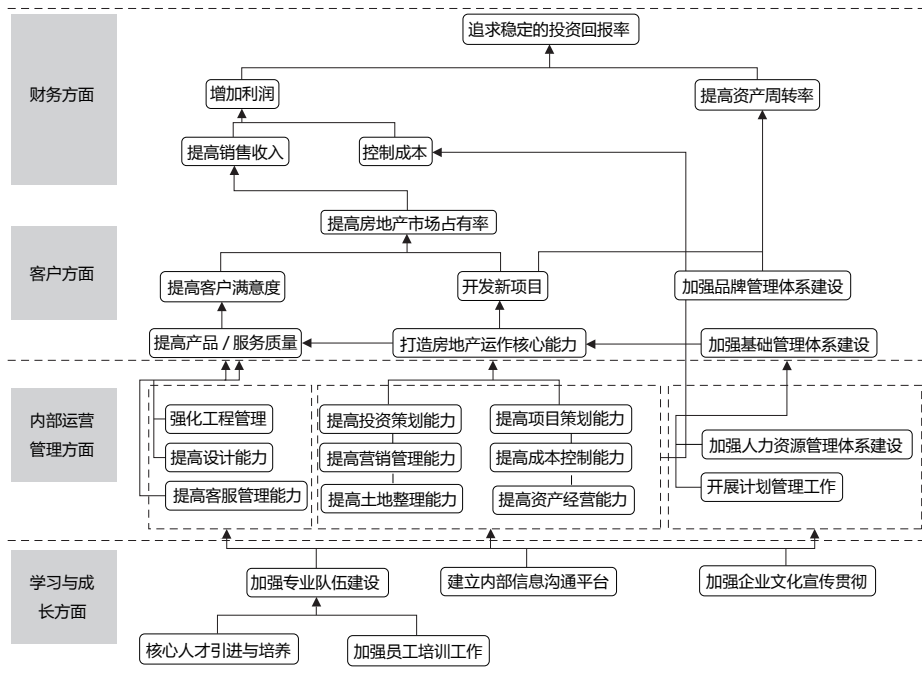 追求稳定的投资回报率
财务方面
增加利润
提高资产周转率
提高销售收入
控制成本
提高房地产市场占有率
客户方面
提高客户满意度
开发新项目
加强品牌管理体系建设
提高产品 / 服务质量
打造房地产运作核心能力
加强基础管理体系建设
内部运营
管理方面
强化工程管理
提高设计能力
提高客服管理能力
提高投资策划能力
提高营销管理能力
提高土地整理能力
提高项目策划能力
提高成本控制能力
提高资产经营能力
加强人力资源管理体系建设
开展计划管理工作
学习与成
长方面
加强专业队伍建设
建立内部信息沟通平台
加强企业文化宣传贯彻
核心人才引进与培养
加强员工培训工作